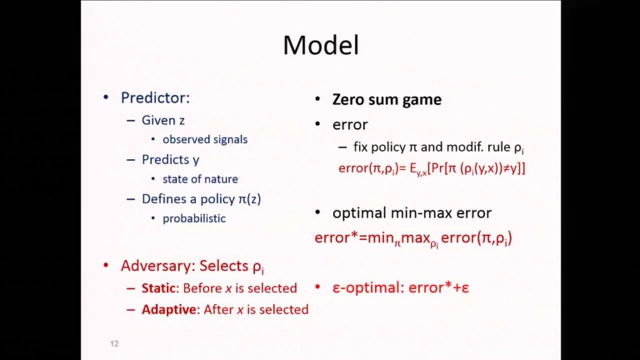 Model
• Predictor:
– Given z
• observed signals
– Predicts y
• state of nature
– Defines a policy π(z)
• probabilistic
• Adversary: Selects ρi
– Static: Before x is selected
– Adaptive: After x is selected
• Zero sum game
• error
– fix policy π and modif. rule ρi
error(π,ρi)= Ey,x[Pr[π (ρi(y,x))≠y]]
• optimal min-max error
error*=minπmaxρi error(π,ρi)
• ε-optimal: error*+ε
12